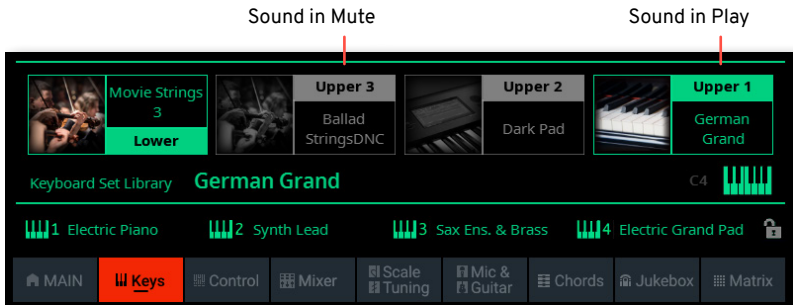 Sound in Mute
Sound in Play
Movie Strings
3
Lower
Upper 3
Ballad
StringsDNC
Upper 2
Dark Pad
Upper 1
German
Grand
Keyboard Set Library German Grand C4
1 Electric Piano 2 Synth Lead 3 Sax Ens. & Brass 4 Electric Grand Pad
MAIN Keys Control Mixer Scale Tuning Mic & Guitar Chords Jukebox Matrix